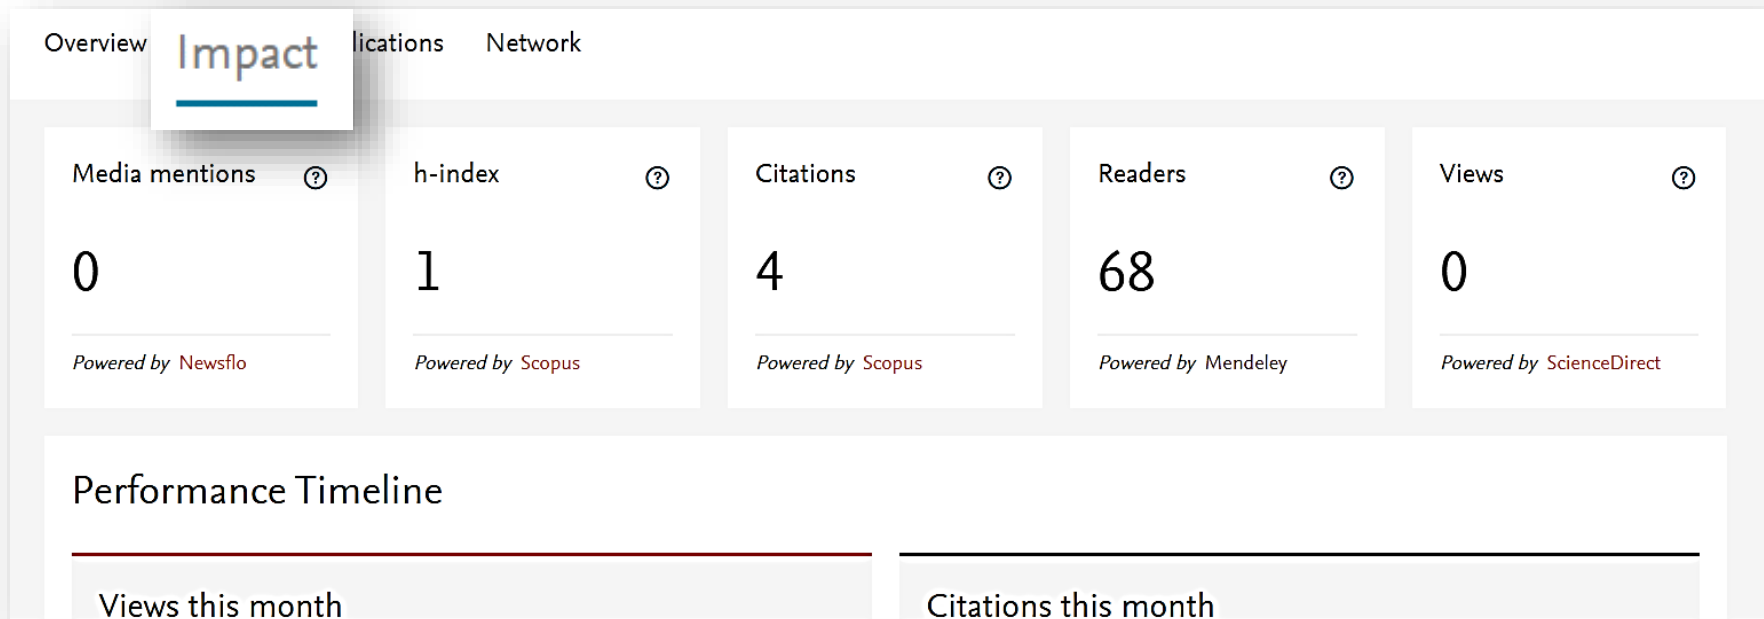 Overview Impact lications Network
Media mentions ? h-index ? Citations ? Readers ? Views ?
0 1 4 68 0
Powered by Newsflo Powered by Scopus Powered by Scopus Powered by Mendeley Powered by ScienceDirect
Performance Timeline
Views this month Citations this month